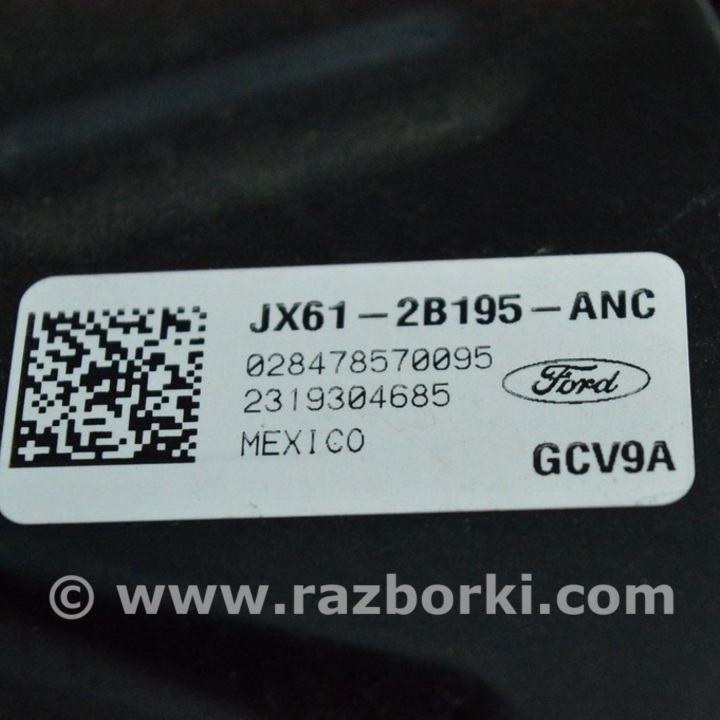 JX61-2B195-ANC
028478570095
2319304685
Ford
MEXICO
GCV9A
© www.razborki.com